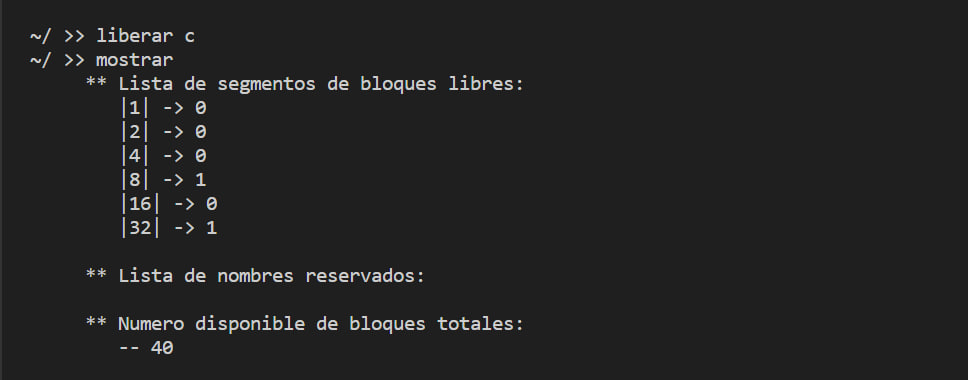 ~/ >> liberar c
~/ >> mostrar
** Lista de segmentos de bloques libres:
|1| -> 0
|2| -> 0
|4| -> 0
|8| -> 1
|16| -> 0
|32| -> 1
** Lista de nombres reservados:
** Numero disponible de bloques totales:
-- 40